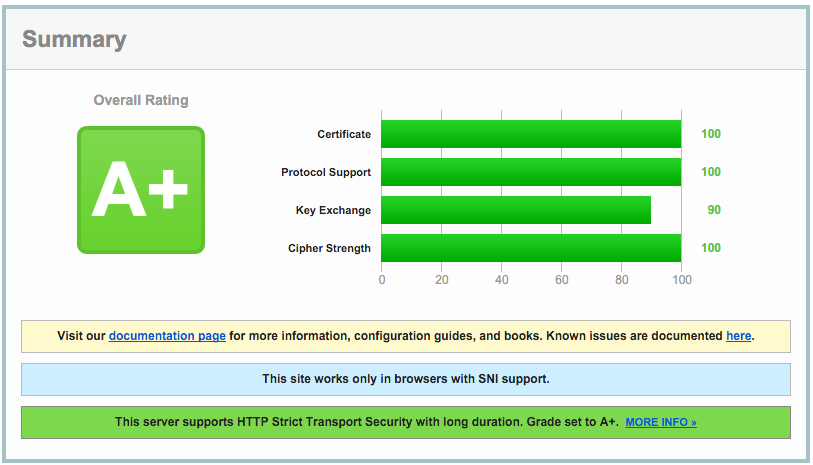 Summary
Overall Rating
A+
Certificate 100
Protocol Support 100
Key Exchange 90
Cipher Strength 100
0 20 40 60 80 100
Visit our documentation page for more information, configuration guides, and books. Known issues are documented here.
This site works only in browsers with SNI support.
This server supports HTTP Strict Transport Security with long duration. Grade set to A+. MORE INFO »